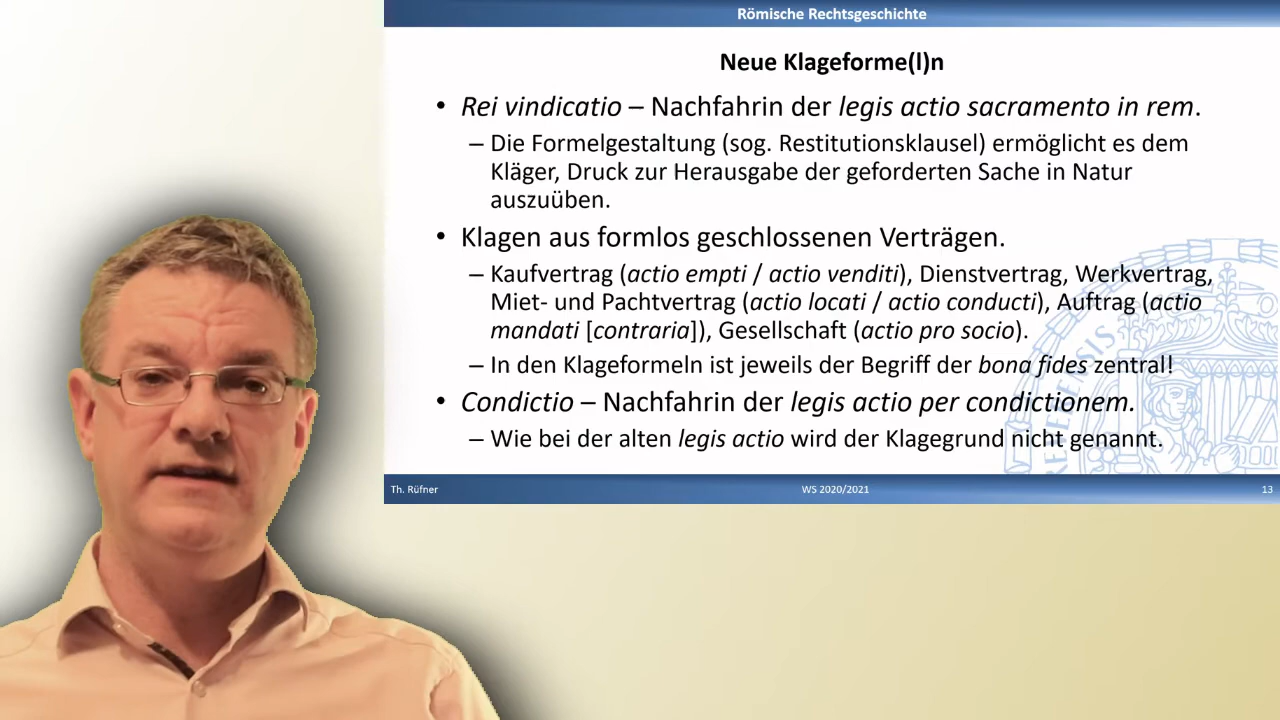 Römische Rechtsgeschichte
Neue Klageforme(l)n
• Rei vindicatio – Nachfahrin der legis actio sacramento in rem.
– Die Formelgestaltung (sog. Restitutionsklausel) ermöglicht es dem
Kläger, Druck zur Herausgabe der geforderten Sache in Natur
auszuüben.
• Klagen aus formlos geschlossenen Verträgen.
– Kaufvertrag (actio empti / actio venditi), Dienstvertrag, Werkvertrag,
Miet- und Pachtvertrag (actio locati / actio conducti), Auftrag (actio
mandati [contraria]), Gesellschaft (actio pro socio).
– In den Klageformeln ist jeweils der Begriff der bona fides zentral!
• Condictio – Nachfahrin der legis actio per condictionem.
– Wie bei der alten legis actio wird der Klagegrund nicht genannt.
Th. Rüfner
WS 2020/2021
13